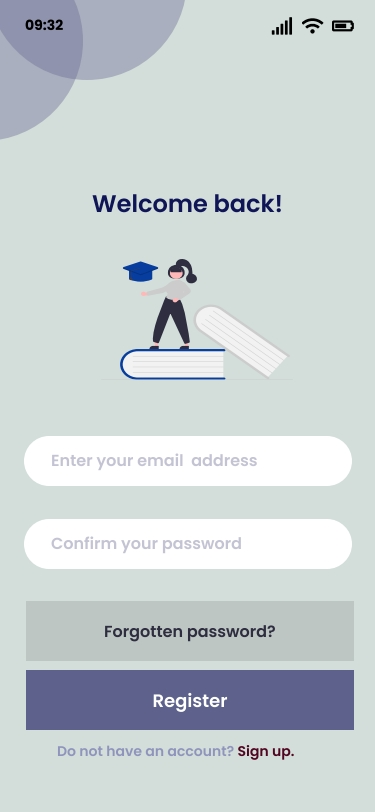 09:32
Welcome back!
Enter your email  address
Confirm your password
Forgotten password?
Register
Do not have an account? Sign up.